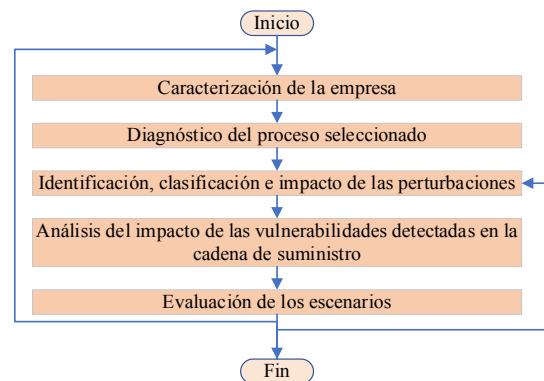 Inicio
Caracterización de la empresa
Diagnóstico del proceso seleccionado
Identificación, clasificación e impacto de las perturbaciones
Análisis del impacto de las vulnerabilidades detectadas en la
cadena de suministro
Evaluación de los escenarios
Fin